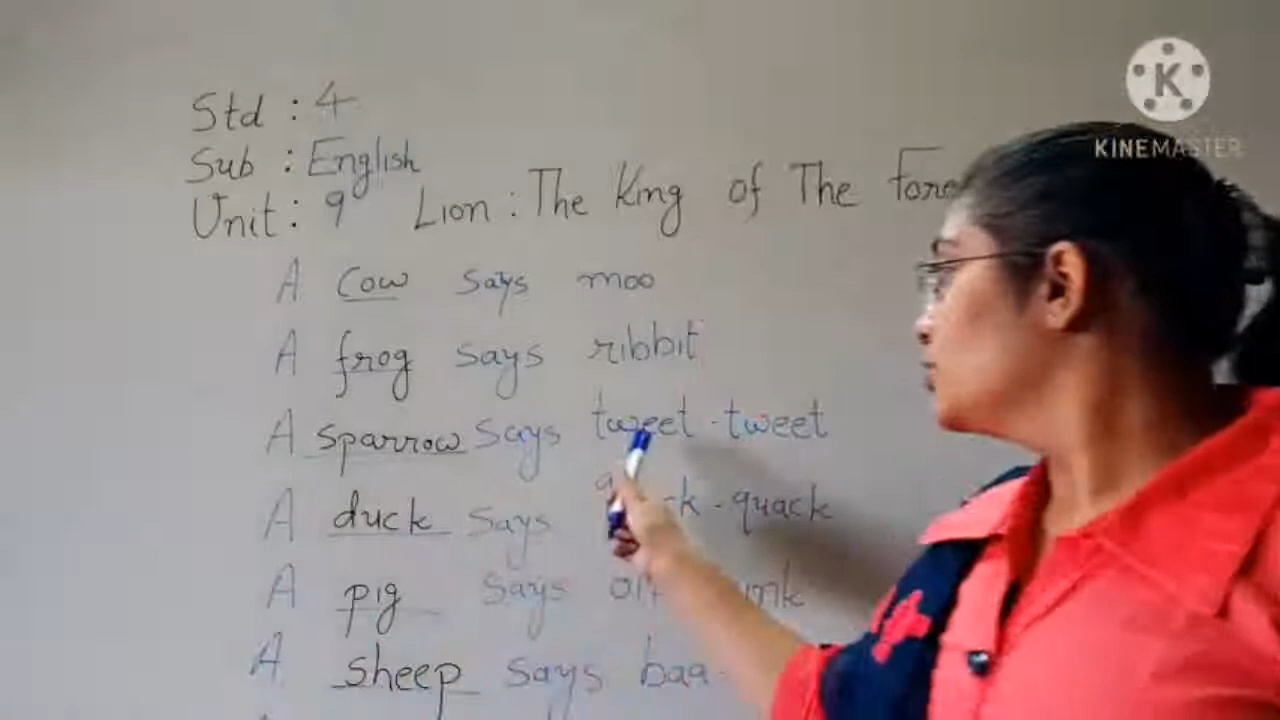 K
KINEMASTER
Std : 4
Sub : English
Unit : 9 Lion : The King of The
A cow says moo
A frog says ribbit
A sparrow says tweet - tweet
A duck says - quack
A pig says
A sheep says baa-